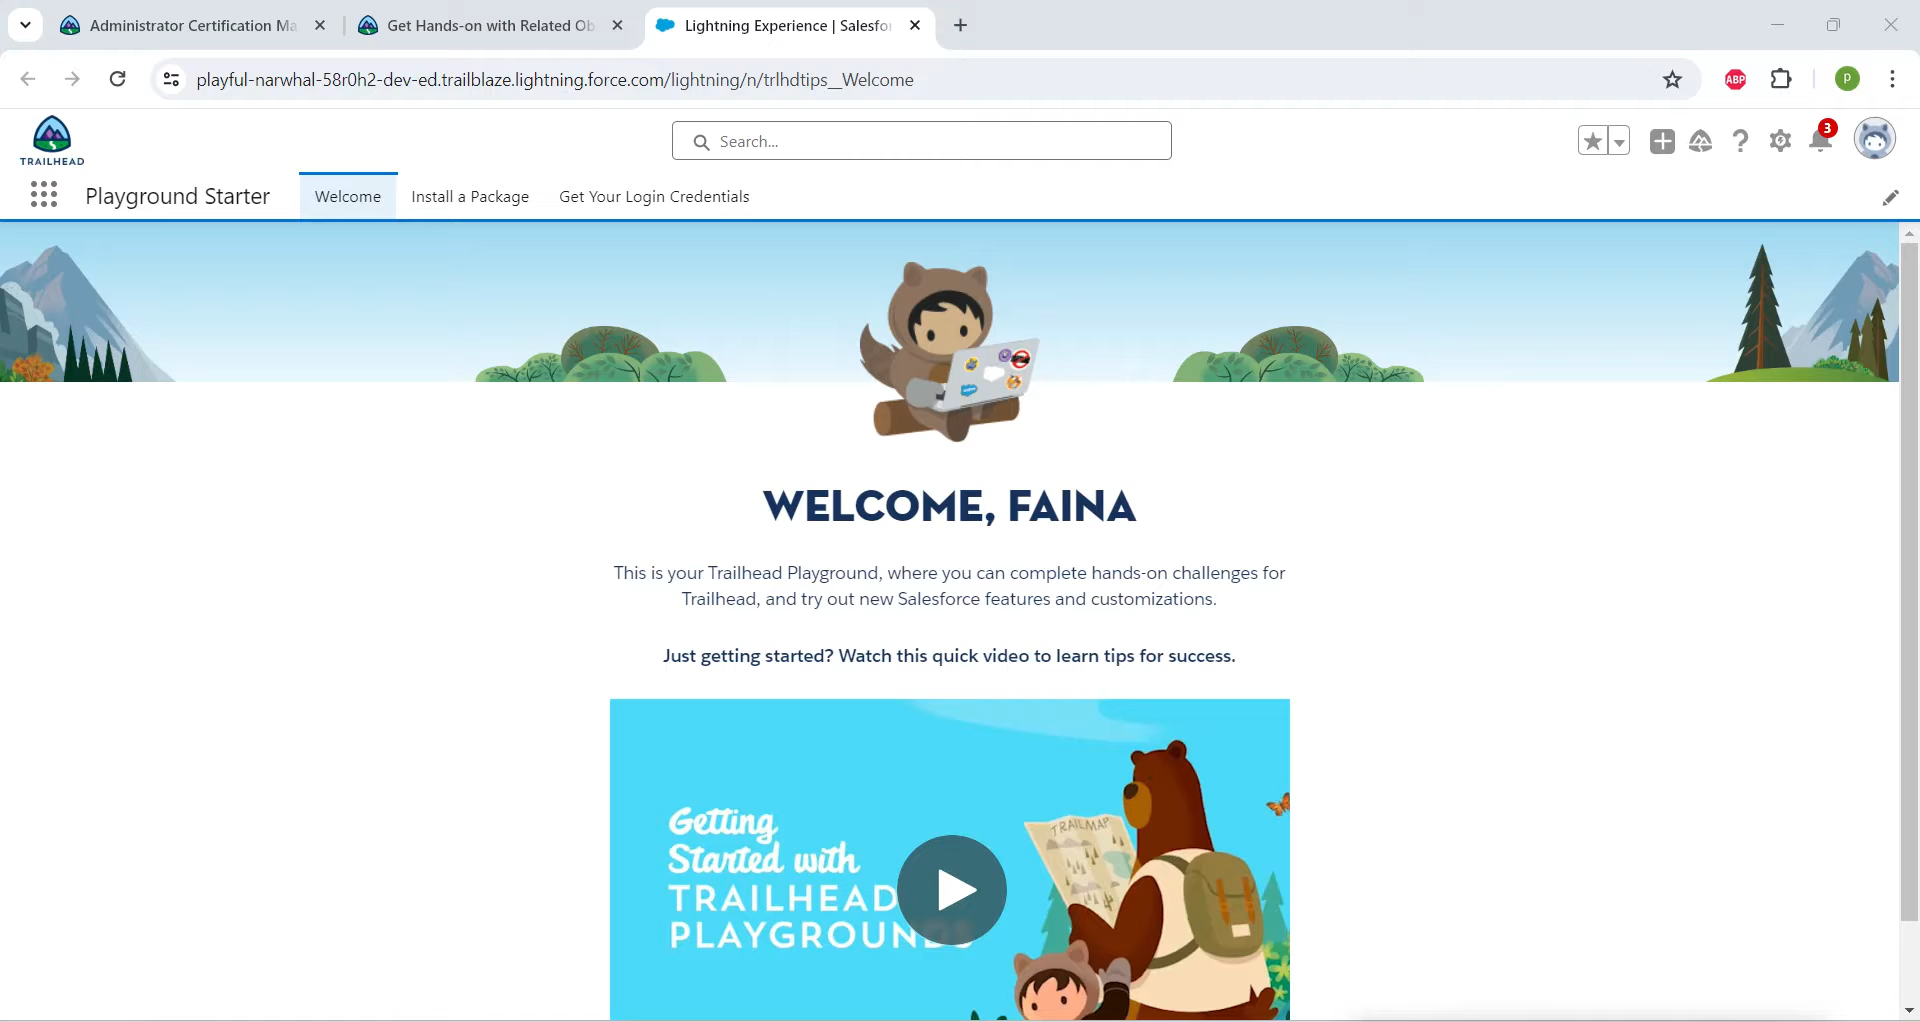 Administrator Certification Ma
Get Hands-on with Related Ob
Lightning Experience | Salesfo
playful-narwhal-58r0h2-dev-ed.trailblaze.lightning.force.com/lightning/n/trlhdtips__Welcome
ABP
p
TRAILHEAD
Search...
3
Playground Starter
Welcome
Install a Package
Get Your Login Credentials
WELCOME, FAINA
This is your Trailhead Playground, where you can complete hands-on challenges for
Trailhead, and try out new Salesforce features and customizations.
Just getting started? Watch this quick video to learn tips for success.
Getting
Started with
TRAILHEAD
PLAYGROUNDS
TRAILMAP